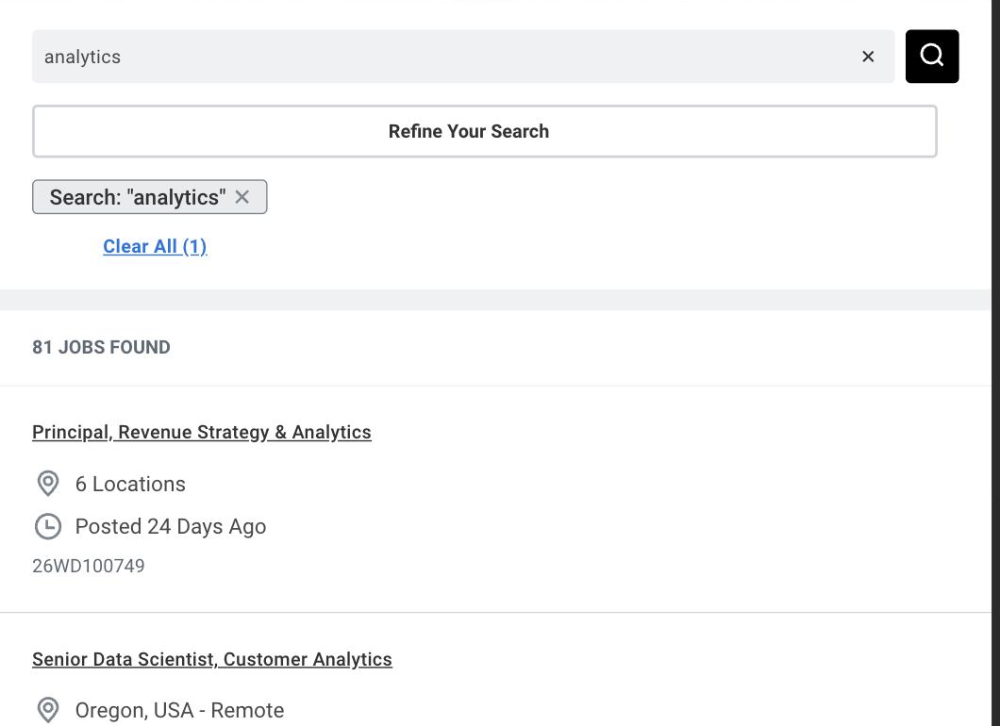 analytics
Refine Your Search
Search: "analytics"
Clear All (1)
81 JOBS FOUND
Principal, Revenue Strategy & Analytics
6 Locations
Posted 24 Days Ago
26WD100749
Senior Data Scientist, Customer Analytics
Oregon, USA - Remote